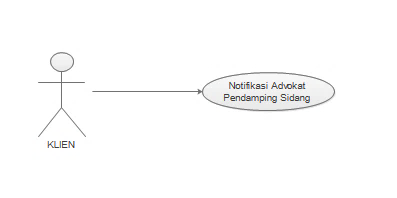 Notifikasi Advokat
Pendamping Sidang
KLIEN